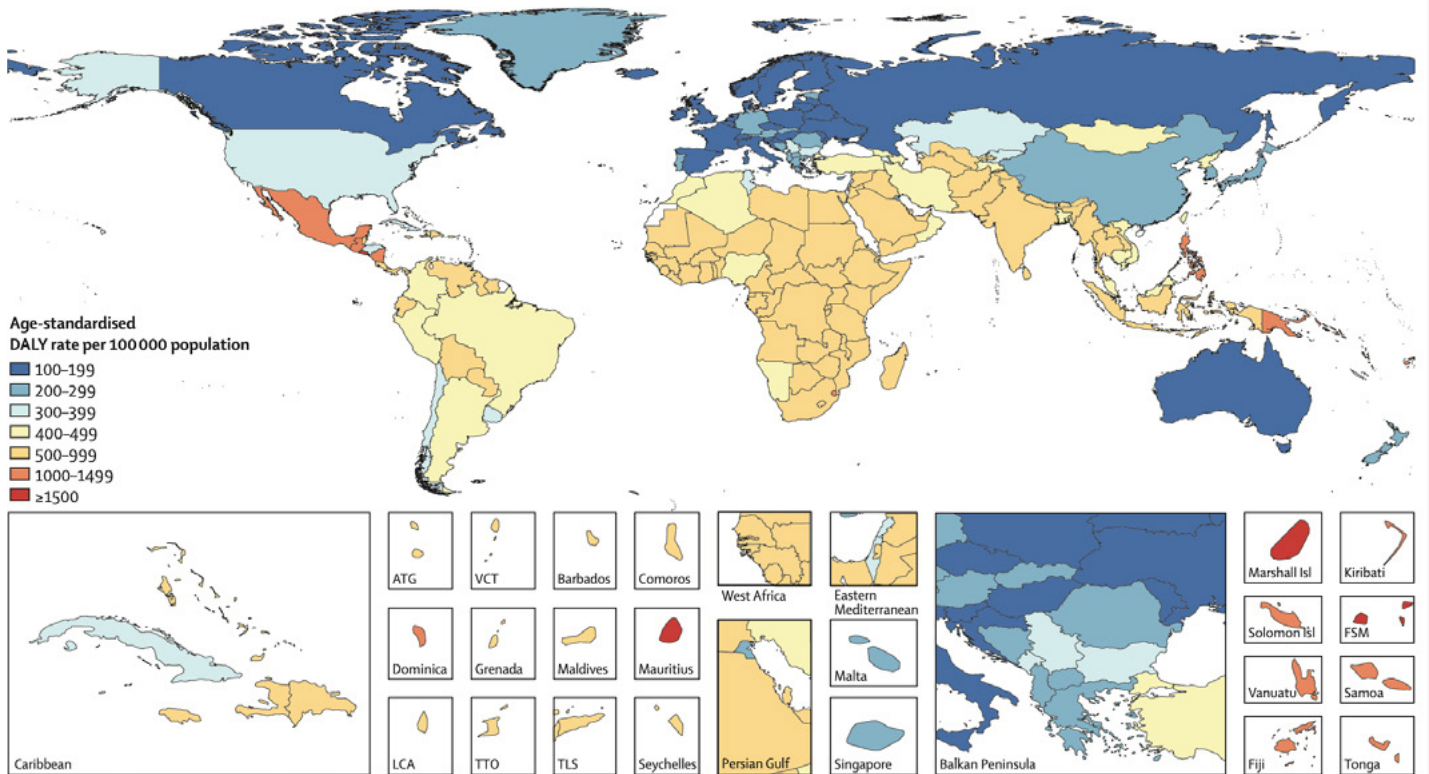 Age-standardised
DALY rate per 100 000 population
100–199
200–299
300–399
400–499
500–999
1000–1499
≥1500
Caribbean
ATG
VCT
Barbados
Comoros
Dominica
Grenada
Maldives
Mauritius
LCA
TTO
TLS
Seychelles
West Africa
Eastern
Mediterranean
Persian Gulf
Malta
Singapore
Balkan Peninsula
Marshall Isl
Kiribati
Solomon Isl
FSM
Vanuatu
Samoa
Fiji
Tonga